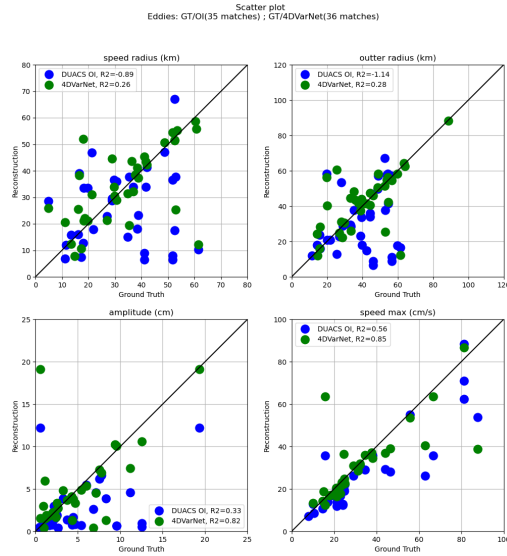 Scatter plot
Eddies: GT/OI(35 matches) ; GT/4DVarNet(36 matches)
speed radius (km)
80
70
60
50
40
30
20
10
0
Reconstruction
DUACS OI, R2=-0.89
4DVarNet, R2=0.26
0 10 20 30 40 50 60 70 80
Ground Truth
outter radius (km)
120
100
80
60
40
20
0
Reconstruction
DUACS OI, R2=-1.14
4DVarNet, R2=0.28
0 20 40 60 80 100 120
Ground Truth
amplitude (cm)
25
20
15
10
5
0
Reconstruction
DUACS OI, R2=0.33
4DVarNet, R2=0.82
0 5 10 15 20 25
Ground Truth
speed max (cm/s)
100
80
60
40
20
0
Reconstruction
DUACS OI, R2=0.56
4DVarNet, R2=0.85
0 20 40 60 80 100
Ground Truth